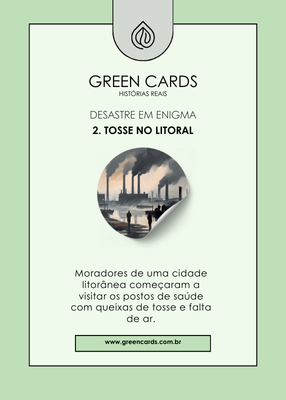 GREEN CARDS
HISTÓRIAS REAIS
DESASTRE EM ENIGMA
2. TOSSE NO LITORAL
Moradores de uma cidade
litorânea começaram a
visitar os postos de saúde
com queixas de tosse e falta
de ar.
www.greencards.com.br